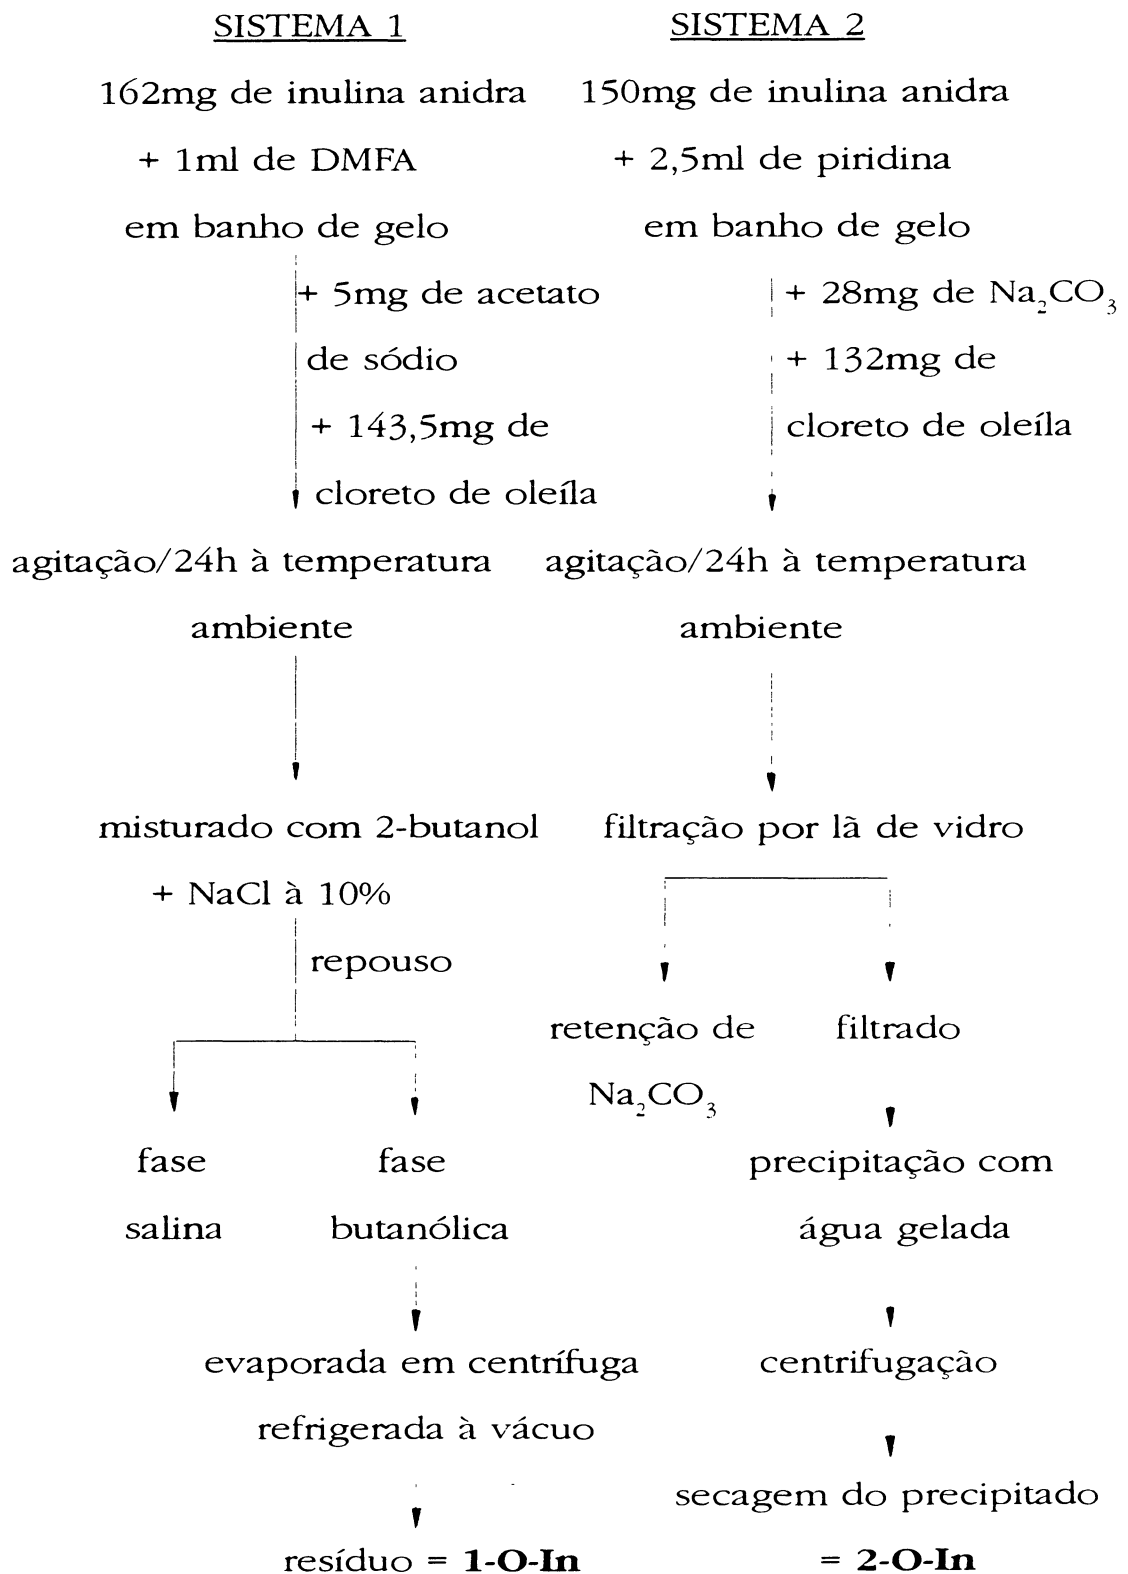 SISTEMA 1
162mg de inulina anidra
+ 1ml de DMFA
em banho de gelo
+ 5mg de acetato
de sódio
+ 143,5mg de
cloreto de oleíla
agitação/24h à temperatura
ambiente
misturado com 2-butanol
+ NaCl à 10%
repouso
fase
salina
fase
butanólica
evaporada em centrífuga
refrigerada à vácuo
resíduo = 1-O-In
SISTEMA 2
150mg de inulina anidra
+ 2,5ml de piridina
em banho de gelo
+ 28mg de Na₂CO₃
+ 132mg de
cloreto de oleíla
agitação/24h à temperatura
ambiente
filtração por lã de vidro
retenção de
Na₂CO₃
filtrado
precipitação com
água gelada
centrifugação
secagem do precipitado
= 2-O-In